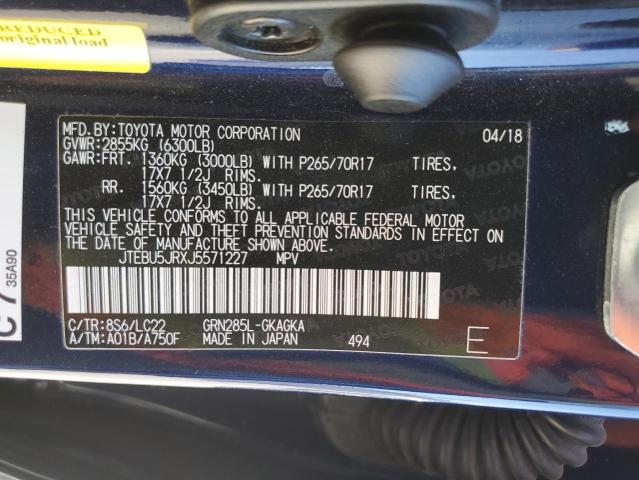 REDUCED
original load
35A90
MFD.BY:TOYOTA MOTOR CORPORATION 04/18
GVWR:2855KG (6300LB)
GAWR:FRT. 1360KG (3000LB) WITH P265/70R17 TIRES,
17X7 1/2J RIMS.
RR. 1560KG (3450LB) WITH P265/70R17 TIRES,
17X7 1/2J RIMS.
THIS VEHICLE CONFORMS TO ALL APPLICABLE FEDERAL MOTOR
VEHICLE SAFETY AND THEFT PREVENTION STANDARDS IN EFFECT ON
THE DATE OF MANUFACTURE SHOWN ABOVE.
JTEBU5JRXJ5571227 MPV
C/TR:8S6/LC22 GRN285L-GKAGKA
A/TM:A01B/A750F MADE IN JAPAN 494 E